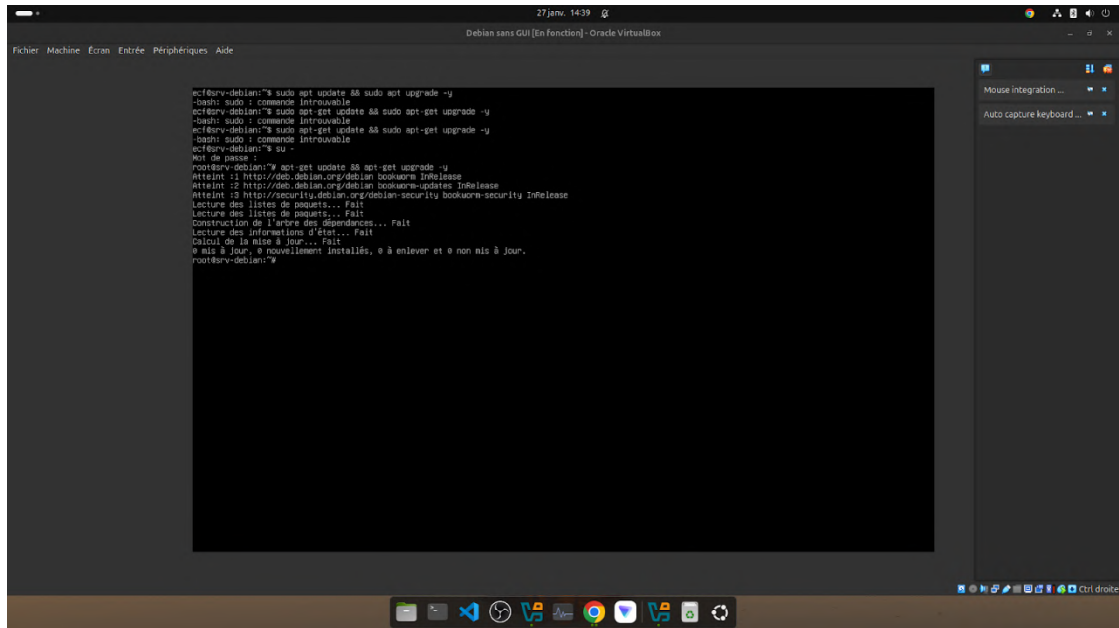 27 janv. 14:39
Debian sans GUI [En fonction] - Oracle VirtualBox
Fichier Machine Écran Entrée Périphériques Aide
Mouse integration ...
Auto capture keyboard ...
ecf@srv-debian:~$ sudo apt update && sudo apt upgrade -y
-bash: sudo : commande introuvable
ecf@srv-debian:~$ sudo apt-get update && sudo apt-get upgrade -y
-bash: sudo : commande introuvable
ecf@srv-debian:~$ sudo apt-get update && sudo apt-get upgrade -y
-bash: sudo : commande introuvable
ecf@srv-debian:~$ su -
Mot de passe :
root@srv-debian:~# apt-get update && apt-get upgrade -y
Atteint :1 http://deb.debian.org/debian bookworm InRelease
Atteint :2 http://deb.debian.org/debian bookworm-updates InRelease
Atteint :3 http://security.debian.org/debian-security bookworm-security InRelease
Lecture des listes de paquets... Fait
Lecture des listes de paquets... Fait
Construction de l'arbre des dépendances... Fait
Lecture des informations d'état... Fait
Calcul de la mise à jour... Fait
0 mis à jour, 0 nouvellement installés, 0 à enlever et 0 non mis à jour.
root@srv-debian:~#
Ctrl droite